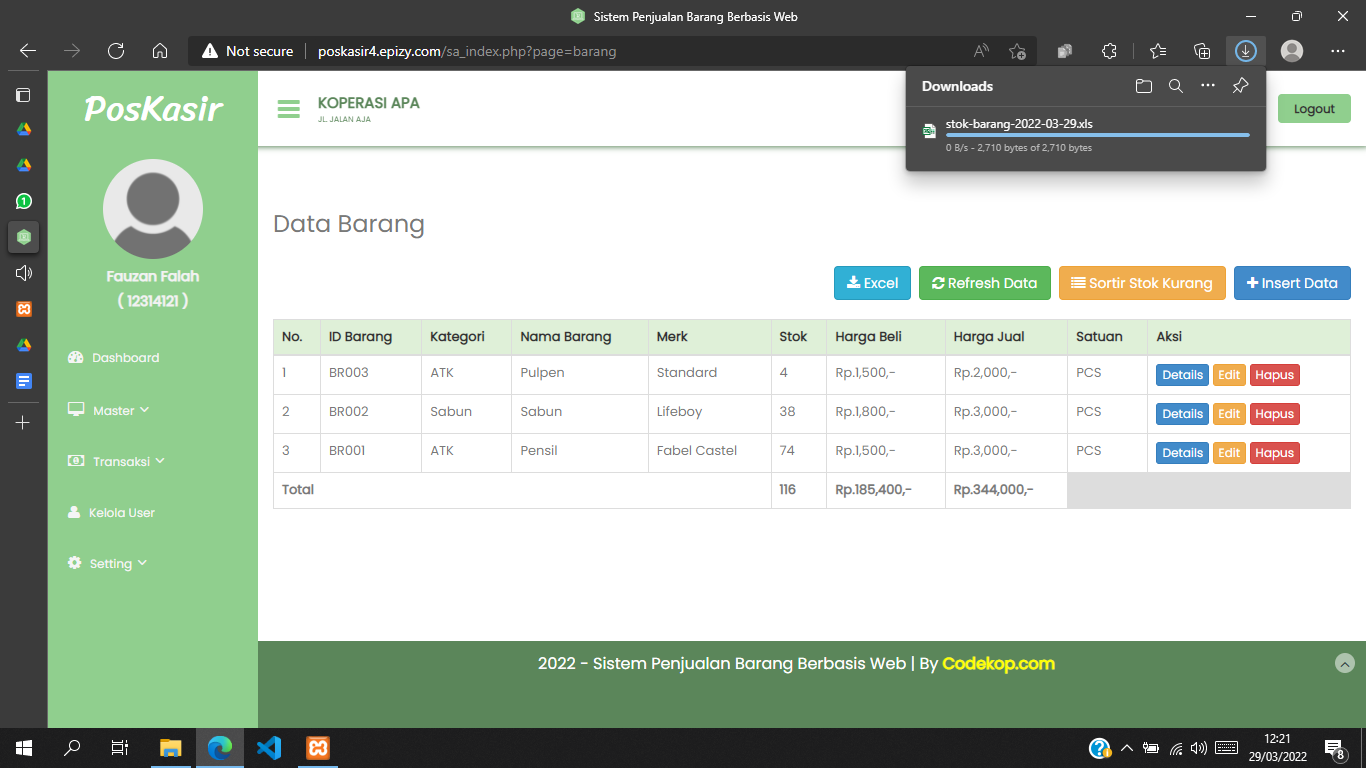 Sistem Penjualan Barang Berbasis Web
Not secure poskasir4.epizy.com/sa_index.php?page=barang
Downloads
stok-barang-2022-03-29.xls
0 B/s - 2,710 bytes of 2,710 bytes
PosKasir
KOPERASI APA
JL. JALAN AJA
Logout
1
Fauzan Falah
( 12314121 )
Dashboard
Master
Transaksi
Kelola User
Setting
Data Barang
Excel Refresh Data Sortir Stok Kurang Insert Data
No. ID Barang Kategori Nama Barang Merk Stok Harga Beli Harga Jual Satuan Aksi
1 BR003 ATK Pulpen Standard 4 Rp.1,500,- Rp.2,000,- PCS Details Edit Hapus
2 BR002 Sabun Sabun Lifeboy 38 Rp.1,800,- Rp.3,000,- PCS Details Edit Hapus
3 BR001 ATK Pensil Fabel Castel 74 Rp.1,500,- Rp.3,000,- PCS Details Edit Hapus
Total 116 Rp.185,400,- Rp.344,000,-
2022 - Sistem Penjualan Barang Berbasis Web | By Codekop.com
12:21
29/03/2022
8